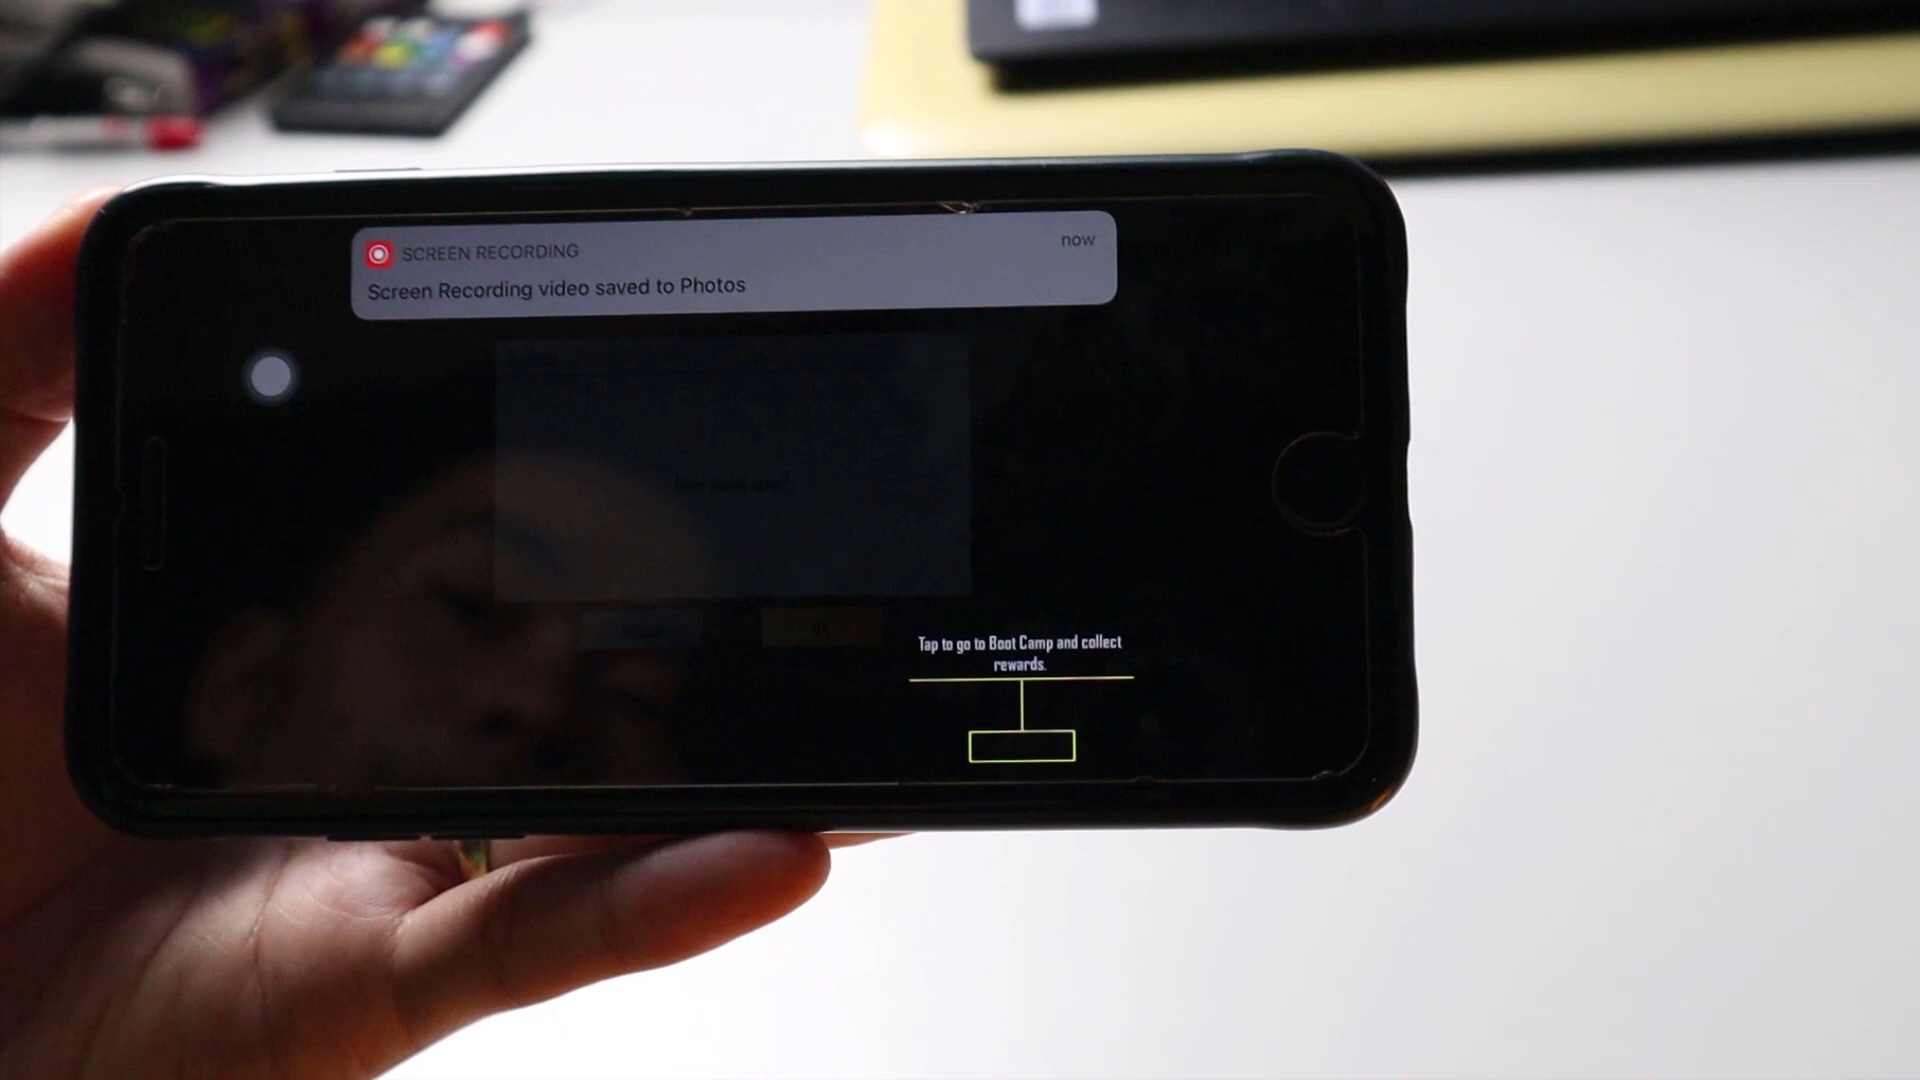 SCREEN RECORDING
now
Screen Recording video saved to Photos
Tap to go to Boot Camp and collect
rewards.